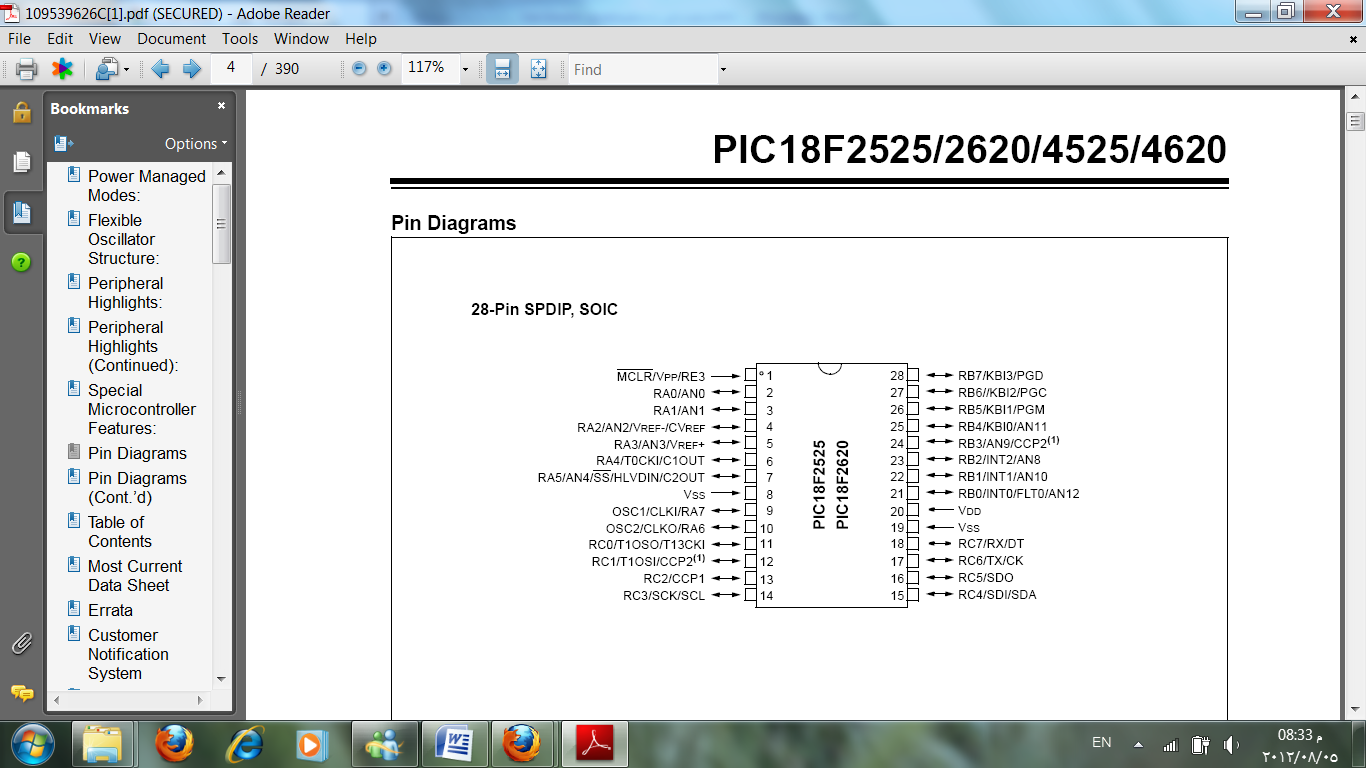 109539626C[1].pdf (SECURED) - Adobe Reader
File Edit View Document Tools Window Help
4 / 390 117% Find
Bookmarks
Options
Power Managed
Modes:
Flexible
Oscillator
Structure:
Peripheral
Highlights:
Peripheral
Highlights
(Continued):
Special
Microcontroller
Features:
Pin Diagrams
Pin Diagrams
(Cont.'d)
Table of
Contents
Most Current
Data Sheet
Errata
Customer
Notification
System
PIC18F2525/2620/4525/4620
Pin Diagrams
28-Pin SPDIP, SOIC
MCLR/VPP/RE3 1 28 RB7/KBI3/PGD
RA0/AN0 2 27 RB6//KBI2/PGC
RA1/AN1 3 26 RB5/KBI1/PGM
RA2/AN2/VREF-/CVREF 4 25 RB4/KBI0/AN11
RA3/AN3/VREF+ 5 24 RB3/AN9/CCP2(1)
RA4/T0CKI/C1OUT 6 23 RB2/INT2/AN8
RA5/AN4/SS/HLVDIN/C2OUT 7 22 RB1/INT1/AN10
VSS 8 21 RB0/INT0/FLT0/AN12
OSC1/CLKI/RA7 9 20 VDD
OSC2/CLKO/RA6 10 19 VSS
RC0/T1OSO/T13CKI 11 18 RC7/RX/DT
RC1/T1OSI/CCP2(1) 12 17 RC6/TX/CK
RC2/CCP1 13 16 RC5/SDO
RC3/SCK/SCL 14 15 RC4/SDI/SDA
PIC18F2525
PIC18F2620
EN
08:33 م
٢٠١٢/٠٨/٠٥